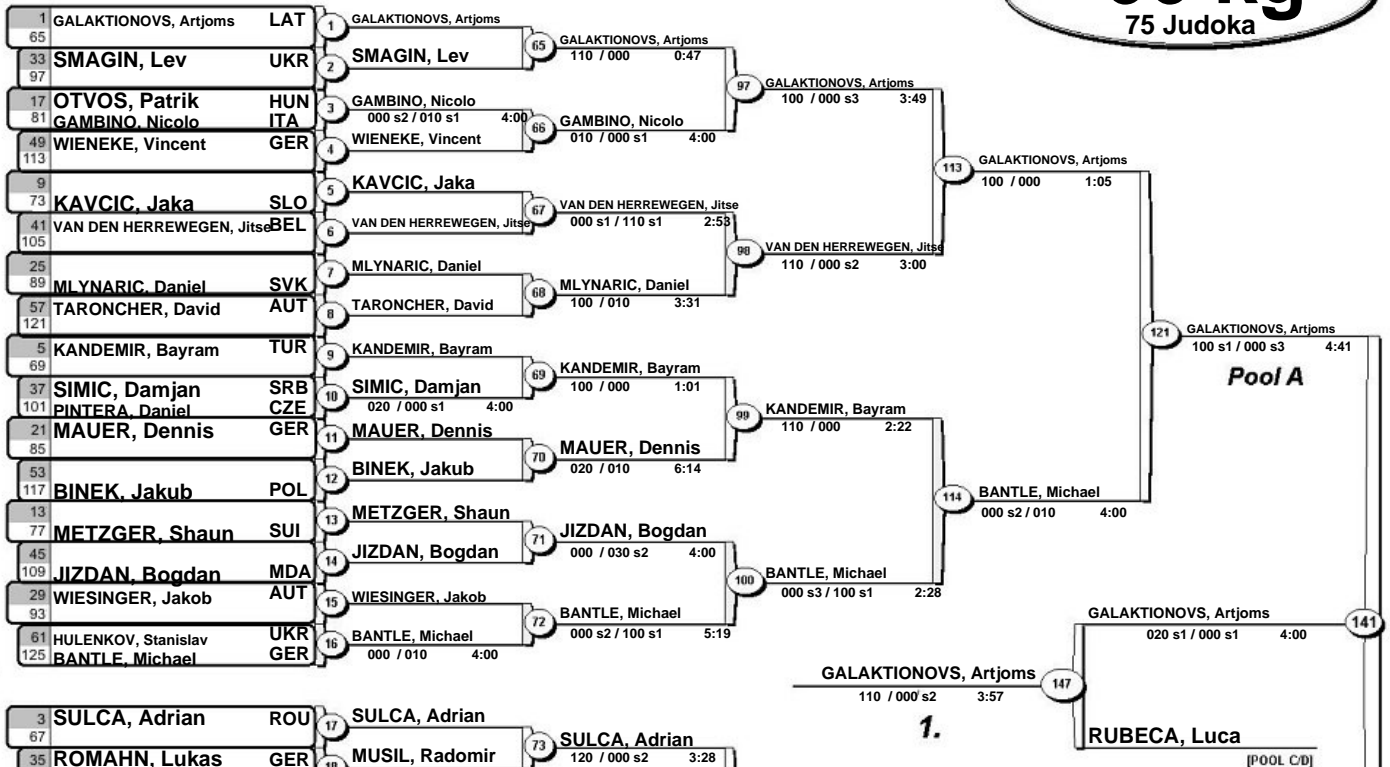 75 Judoka
1 GALAKTIONOVS, Artjoms LAT
65
33 SMAGIN, Lev UKR
97
17 OTVOS, Patrik HUN
81 GAMBINO, Nicolo ITA
49 WIENEKE, Vincent GER
113
9
73 KAVCIC, Jaka SLO
41 VAN DEN HERREWEGEN, Jitse BEL
105
25
89 MLYNARIC, Daniel SVK
57 TARONCHER, David AUT
121
5 KANDEMIR, Bayram TUR
69
37 SIMIC, Damjan SRB
101 PINTERA, Daniel CZE
21 MAUER, Dennis GER
85
53
117 BINEK, Jakub POL
13
77 METZGER, Shaun SUI
45
109 JIZDAN, Bogdan MDA
29 WIESINGER, Jakob AUT
93
61 HULENKOV, Stanislav UKR
125 BANTLE, Michael GER
3 SULCA, Adrian ROU
67
35 ROMAHN, Lukas GER
1 GALAKTIONOVS, Artjoms
2 SMAGIN, Lev
3 GAMBINO, Nicolo
000 s2 / 010 s1 4:00
4 WIENEKE, Vincent
5 KAVCIC, Jaka
6 VAN DEN HERREWEGEN, Jitse
7 MLYNARIC, Daniel
8 TARONCHER, David
9 KANDEMIR, Bayram
10 SIMIC, Damjan
020 / 000 s1 4:00
11 MAUER, Dennis
12 BINEK, Jakub
13 METZGER, Shaun
14 JIZDAN, Bogdan
15 WIESINGER, Jakob
16 BANTLE, Michael
000 / 010 4:00
17 SULCA, Adrian
18 MUSIL, Radomir
65 GALAKTIONOVS, Artjoms
110 / 000 0:47
66 GAMBINO, Nicolo
010 / 000 s1 4:00
67 VAN DEN HERREWEGEN, Jitse
000 s1 / 110 s1 2:53
68 MLYNARIC, Daniel
100 / 010 3:31
69 KANDEMIR, Bayram
100 / 000 1:01
70 MAUER, Dennis
020 / 010 6:14
71 JIZDAN, Bogdan
000 / 030 s2 4:00
72 BANTLE, Michael
000 s2 / 100 s1 5:19
73 SULCA, Adrian
120 / 000 s2 3:28
97 GALAKTIONOVS, Artjoms
100 / 000 s3 3:49
98 VAN DEN HERREWEGEN, Jitse
110 / 000 s2 3:00
99 KANDEMIR, Bayram
110 / 000 2:22
100 BANTLE, Michael
000 s3 / 100 s1 2:28
113 GALAKTIONOVS, Artjoms
100 / 000 1:05
114 BANTLE, Michael
000 s2 / 010 4:00
121 GALAKTIONOVS, Artjoms
100 s1 / 000 s3 4:41
Pool A
GALAKTIONOVS, Artjoms 141
020 s1 / 000 s1 4:00
GALAKTIONOVS, Artjoms 147
110 / 000 s2 3:57
1.
RUBECA, Luca
[POOL C/D]